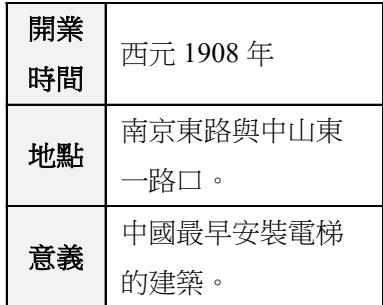 開業
時間
西元 1908 年
地點
南京東路與中山東
一路口。
意義
中國最早安裝電梯
的建築。